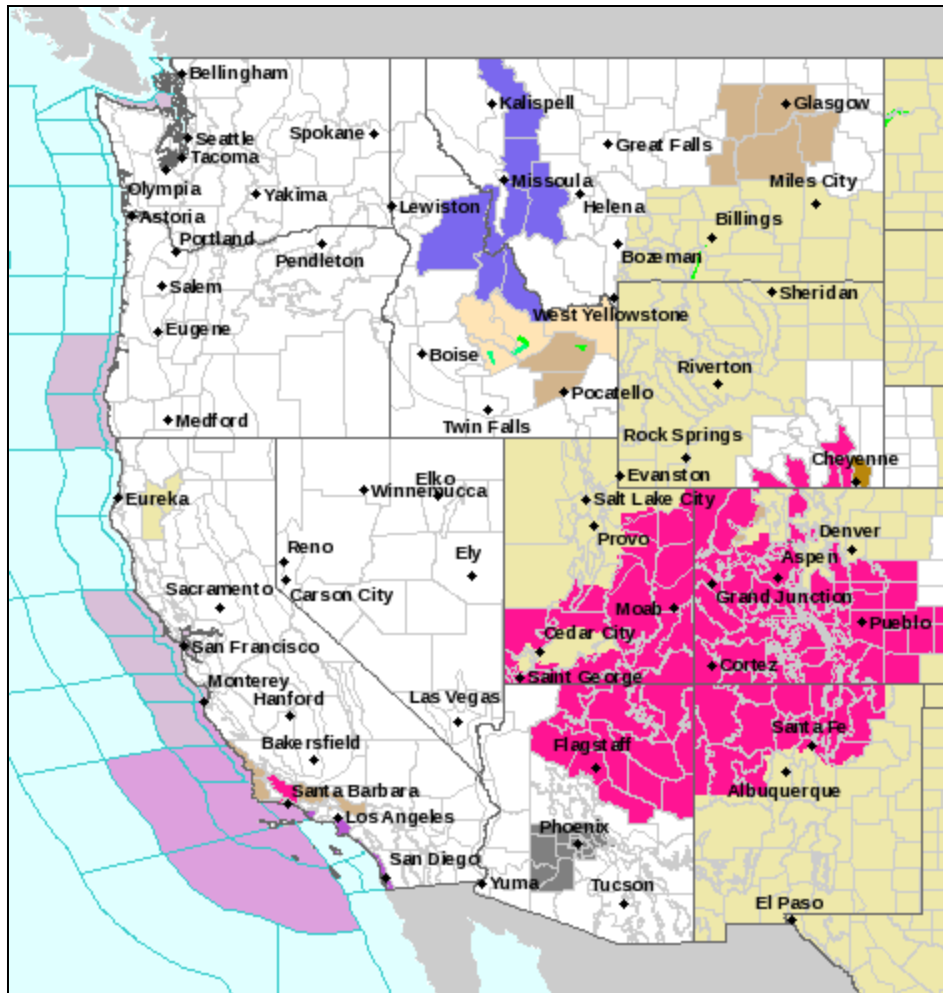 Bellingham
Kalispell
Glasgow
Seattle
Spokane
Great Falls
Tacoma
Olympia
Yakima
Missoula
Miles City
Lewiston
Helena
Astoria
Billings
Portland
Pendleton
Bozeman
Salem
Sheridan
Eugene
West Yellowstone
Boise
Riverton
Pocatello
Medford
Twin Falls
Rock Springs
Cheyenne
Evanston
Elko
Eureka
Winnemucca
Salt Lake City
Provo
Denver
Reno
Ely
Aspen
Carson City
Grand Junction
Sacramento
Moab
Pueblo
Cedar City
San Francisco
Cortez
Saint George
Monterey
Hanford
Las Vegas
Santa Fe
Bakersfield
Flagstaff
Albuquerque
Santa Barbara
Los Angeles
Phoenix
San Diego
Yuma
Tucson
El Paso